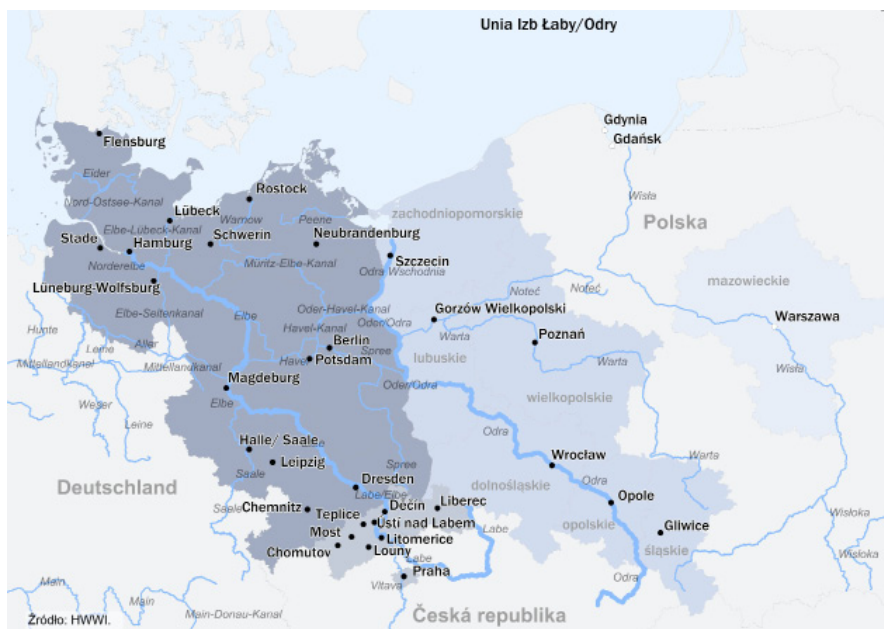 Unia Izb Łaby/Odry
Gdynia
Gdańsk
Flensburg
Eider
Nord-Ostsee-Kanal
Rostock
Wisła
Lübeck
Warnow
Peene
zachodniopomorskie
Polska
Elbe-Lübeck-Kanal
Stade
Hamburg
Schwerin
Neubrandenburg
Szczecin
Norderelbe
Müritz-Elbe-Kanal
Odra Wschodnia
mazowieckie
Lüneburg-Wolfsburg
Noteć
Noteć
Elbe-Seitenkanal
Oder-Havel-Kanal
Gorzów Wielkopolski
Elbe
Havel-Kanal
Oder/Odra
Warta
Poznań
Warszawa
Hunte
Aller
Leine
Berlin
Spree
Mittellandkanal
Mittellandkanal
Havel
Potsdam
lubuskie
Warta
Wisła
Magdeburg
Oder/Odra
Weser
Elbe
wielkopolskie
Leine
Odra
Halle/ Saale
Leipzig
Saale
Spree
Wrocław
Warta
Deutschland
Dresden
dolnośląskie
Odra
Labe/Elbe
Saale
Chemnitz
Děčín
Liberec
Opole
Teplice
Ustí nad Labem
Wisłoka
Most
Litomerice
Labe
opolskie
Gliwice
Chomutov
Louny
śląskie
Wisłoka
Labe
Praha
Odra
Main
Vltava
Main
Main-Donau-Kanal
Česká republika
Źródło: HWWI.